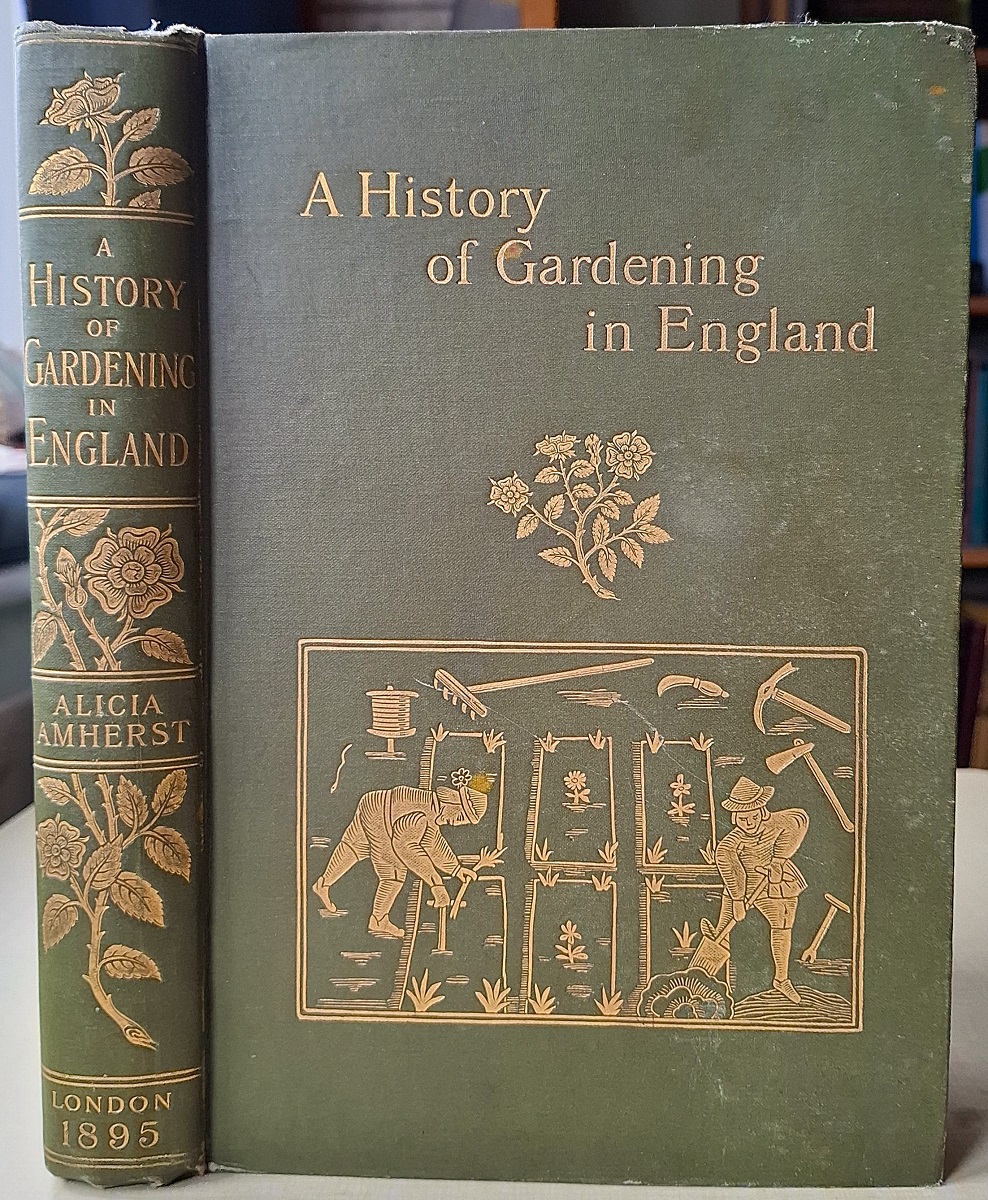 A
HISTORY
OF
GARDENING
IN
ENGLAND
ALICIA
AMHERST
LONDON
1895
A History
of Gardening
in England